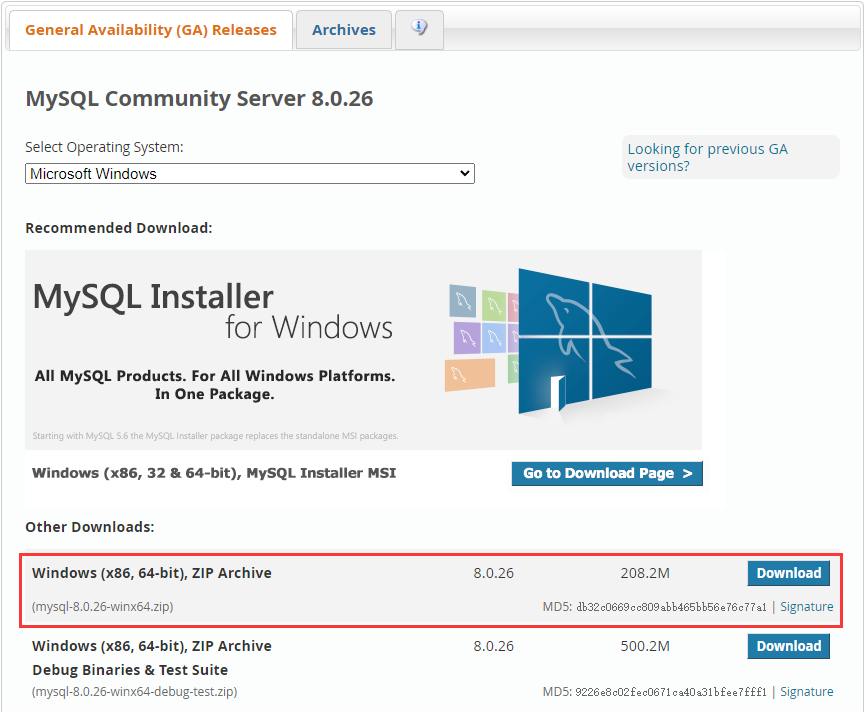 General Availability (GA) Releases
Archives
MySQL Community Server 8.0.26
Select Operating System:
Looking for previous GA
versions?
Microsoft Windows
Recommended Download:
MySQL Installer
for Windows
All MySQL Products. For All Windows Platforms.
In One Package.
Starting with MySQL 5.6 the MySQL Installer package replaces the standalone MSI packages.
Windows (x86, 32 & 64-bit), MySQL Installer MSI
Go to Download Page >
Other Downloads:
Windows (x86, 64-bit), ZIP Archive 8.0.26 208.2M Download
(mysql-8.0.26-winx64.zip) MD5: db32c0669cc809abb465bb56e76c77a1 | Signature
Windows (x86, 64-bit), ZIP Archive 8.0.26 500.2M Download
Debug Binaries & Test Suite
(mysql-8.0.26-winx64-debug-test.zip) MD5: 9226e8c02fec0671ca40a31bfee7fff1 | Signature